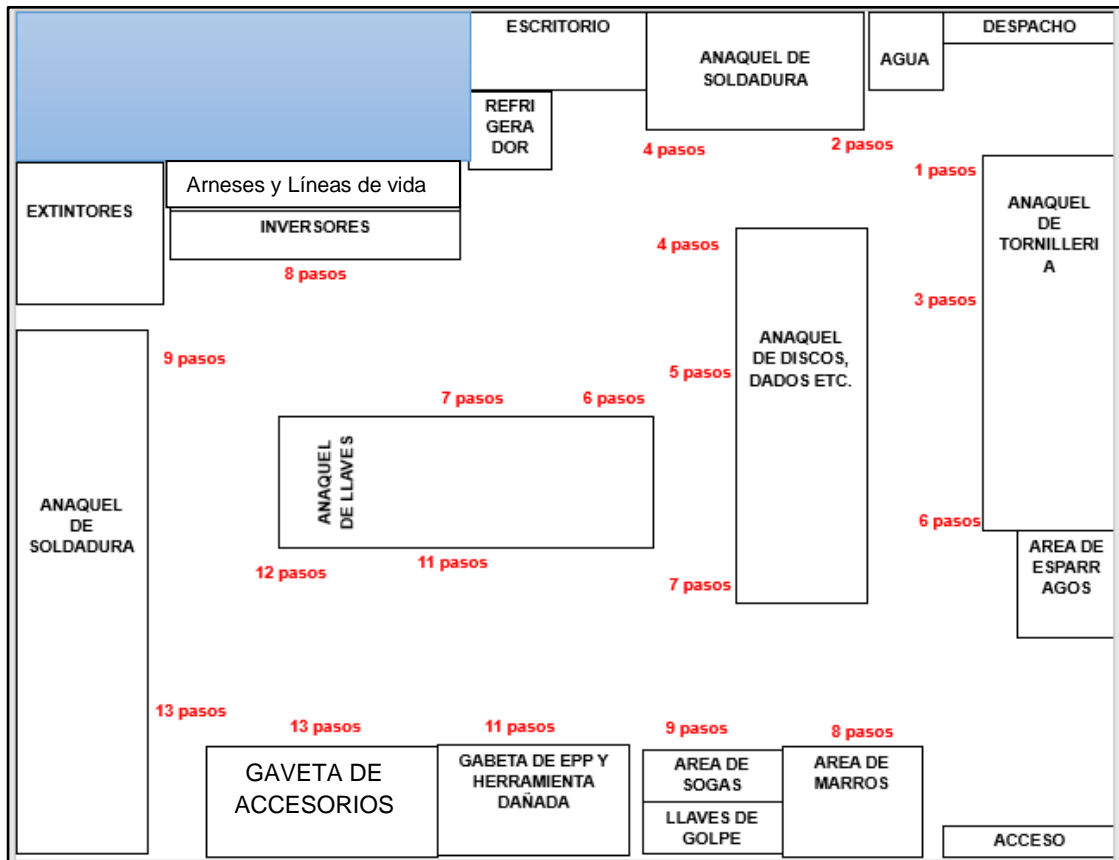 ESCRITORIO
ANAQUEL DE
SOLDADURA
AGUA
DESPACHO
REFRI
GERA
DOR
4 pasos
2 pasos
1 pasos
EXTINTORES
Arneses y Líneas de vida
INVERSORES
8 pasos
ANAQUEL
DE
TORNILLERI
A
4 pasos
3 pasos
ANAQUEL
DE DISCOS,
DADOS ETC.
9 pasos
5 pasos
7 pasos
6 pasos
ANAQUEL
DE LLAVES
ANAQUEL
DE
SOLDADURA
6 pasos
12 pasos
11 pasos
7 pasos
AREA DE
ESPARR
AGOS
13 pasos
13 pasos
11 pasos
9 pasos
8 pasos
GAVETA DE
ACCESORIOS
GABETA DE EPP Y
HERRAMIENTA
DAÑADA
AREA DE
SOGAS
LLAVES DE
GOLPE
AREA DE
MARROS
ACCESO